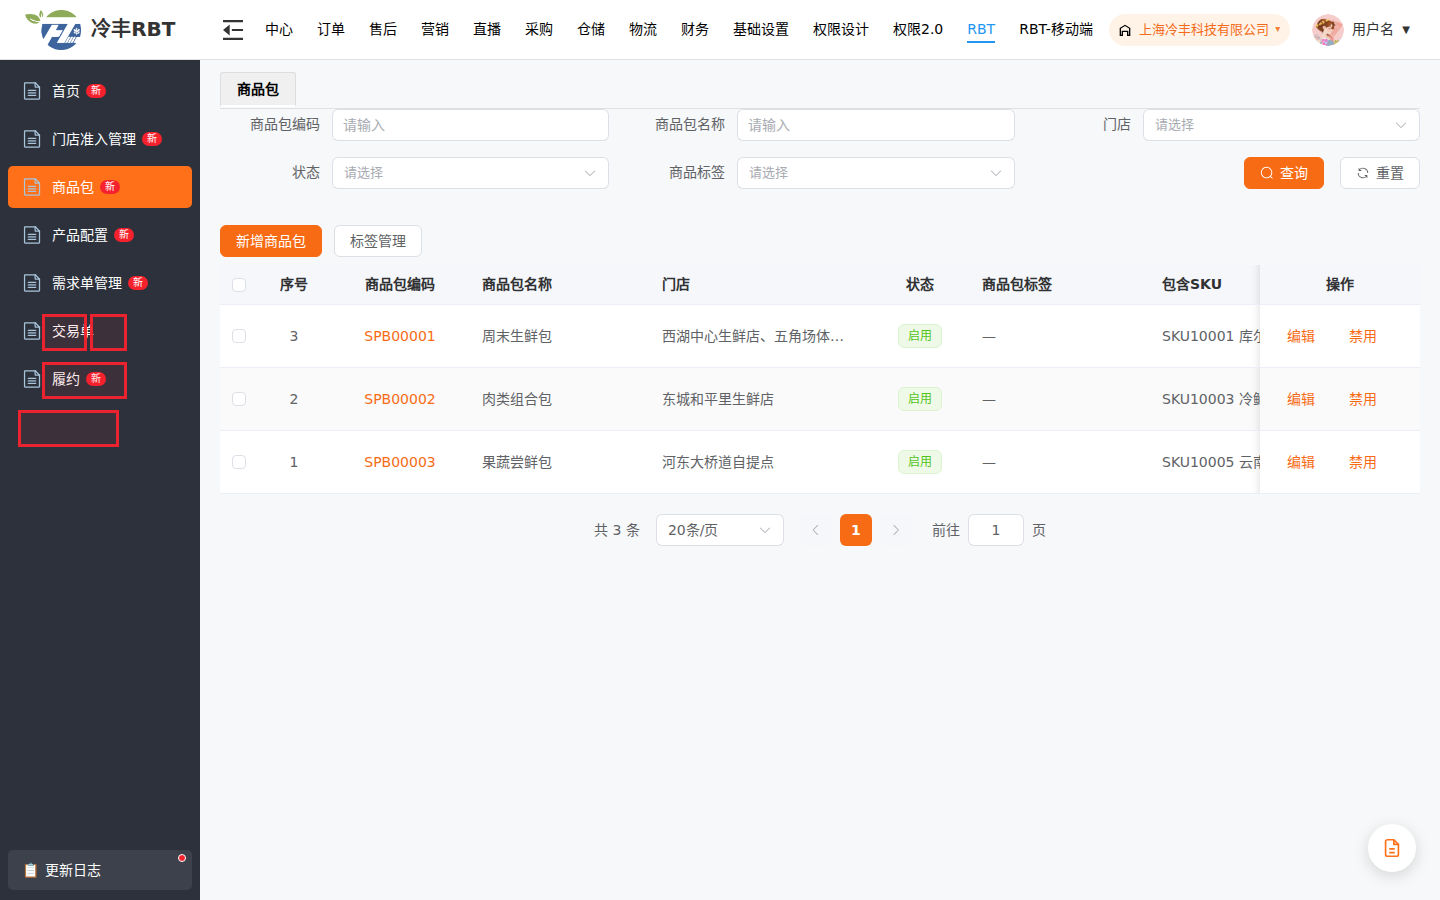 冷丰RBT
中心 订单 售后 营销 直播 采购 仓储 物流 财务 基础设置 权限设计 权限2.0 RBT RBT-移动端 上海冷丰科技有限公司 ▾ 用户名 ▼
首页 新
门店准入管理 新
商品包 新
产品配置 新
需求单管理 新
交易单
履约 新
更新日志
商品包
商品包编码 请输入 商品包名称 请输入 门店 请选择
状态 请选择 商品标签 请选择 查询 重置
新增商品包 标签管理
序号 商品包编码 商品包名称 门店 状态 商品包标签 包含SKU 操作
3 SPB00001 周末生鲜包 西湖中心生鲜店、五角场体... 启用 — SKU10001 编辑 禁用
2 SPB00002 肉类组合包 东城和平里生鲜店 启用 — SKU10003 冷 编辑 禁用
1 SPB00003 果蔬尝鲜包 河东大桥道自提点 启用 — SKU10005 云南 编辑 禁用
共 3 条 20条/页 1 前往 1 页